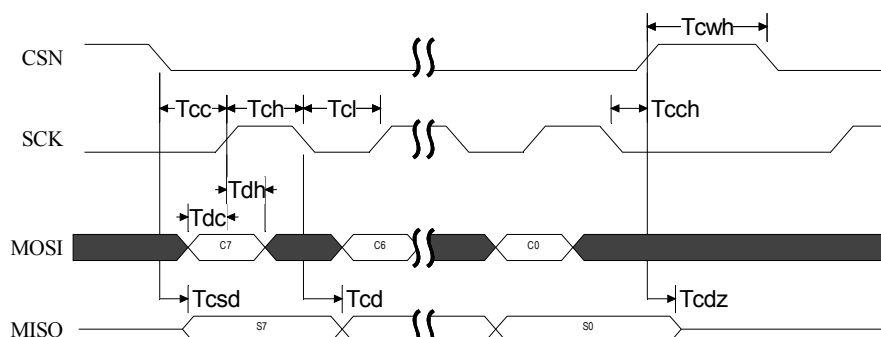 Tcwh
CSN
Tcc Tch Tcl Tcch
SCK
Tdh
Tdc
MOSI C7 C6 C0
Tcsd Tcd Tcdz
MISO S7 S0